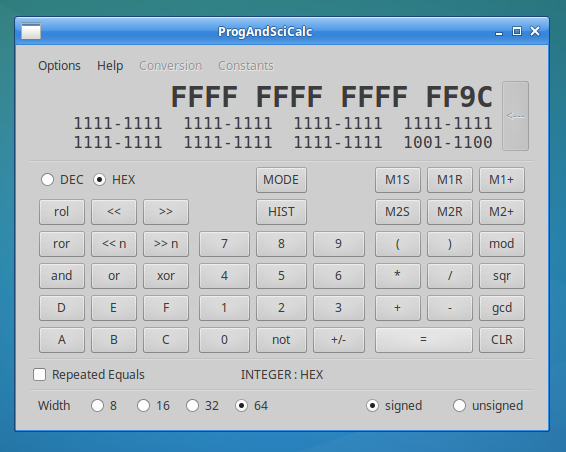 ProgAndSciCalc
Options Help Conversion Constants
FFFF FFFF FFFF FF9C
<---
1111-1111 1111-1111 1111-1111 1111-1111
1111-1111 1111-1111 1111-1111 1001-1100
DEC HEX MODE M1S M1R M1+
rol << >> HIST M2S M2R M2+
ror << n >> n 7 8 9 ( ) mod
and or xor 4 5 6 * / sqr
D E F 1 2 3 + - gcd
A B C 0 not +/- = CLR
Repeated Equals INTEGER : HEX
Width 8 16 32 64 signed unsigned